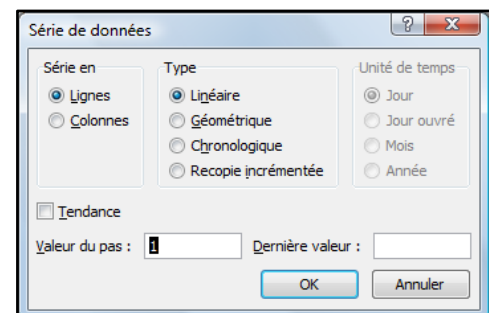 Série de données
Série en
Type
Unité de temps
Lignes
Linéaire
Jour
Colonnes
Géométrique
Jour ouvré
Chronologique
Mois
Recopie incrémentée
Année
Tendance
Valeur du pas : 1 Dernière valeur :
OK Annuler